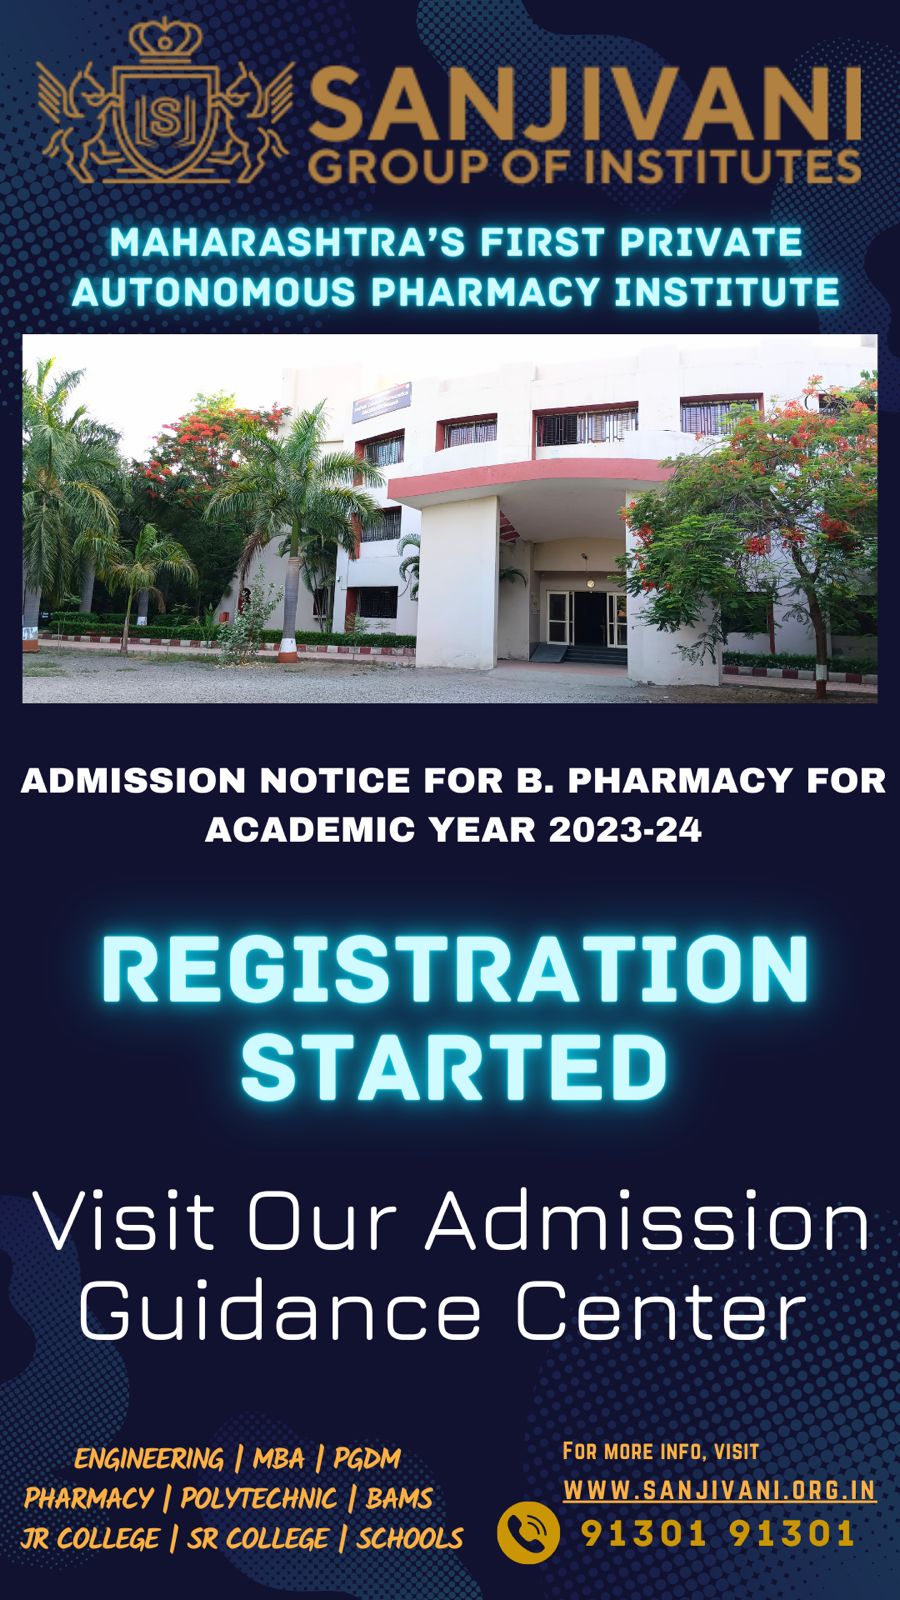 SANJIVANI
GROUP OF INSTITUTES
MAHARASHTRA'S FIRST PRIVATE
AUTONOMOUS PHARMACY INSTITUTE
ADMISSION NOTICE FOR B. PHARMACY FOR
ACADEMIC YEAR 2023-24
REGISTRATION
STARTED
Visit Our Admission
Guidance Center
ENGINEERING | MBA | PGDM
PHARMACY | POLYTECHNIC | BAMS
JR COLLEGE | SR COLLEGE | SCHOOLS
FOR MORE INFO, VISIT
WWW.SANJIVANI.ORG.IN
91301 91301